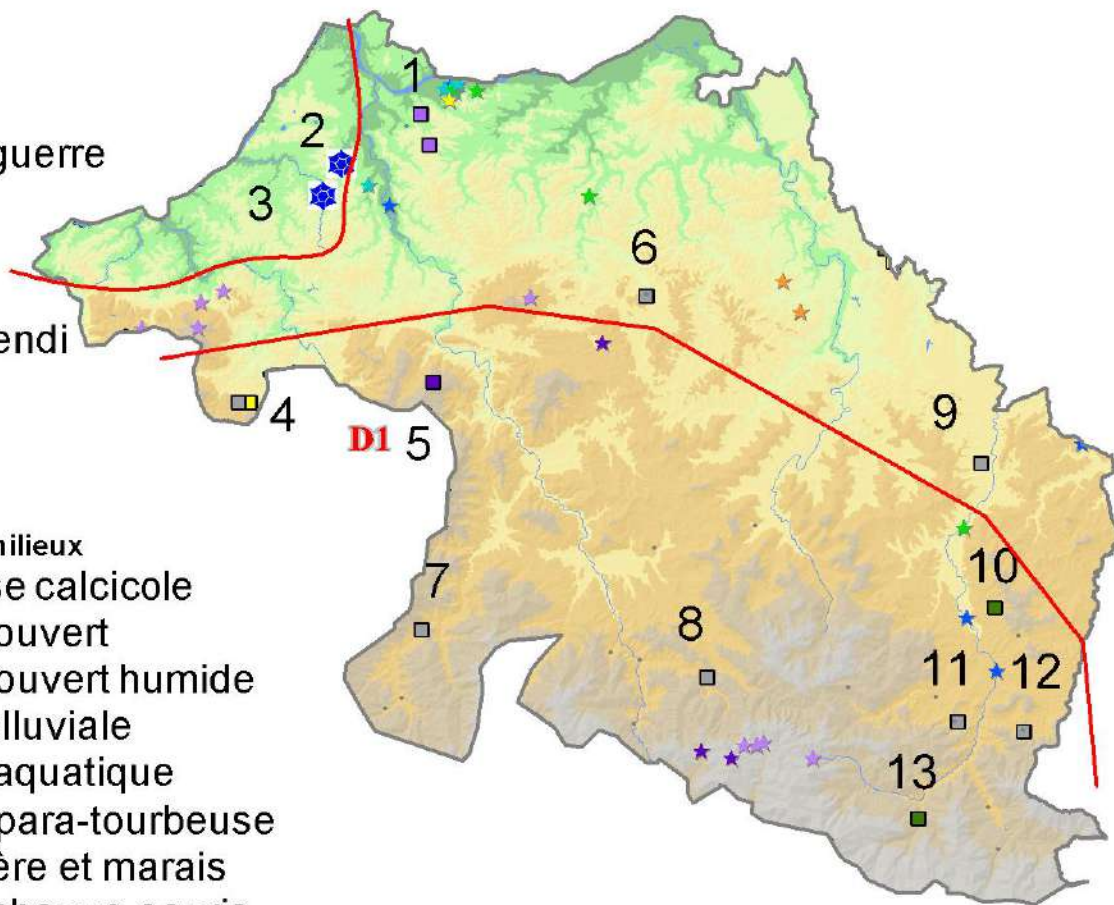 guerre
endi
milieux
se calcicole
ouvert
ouvert humide
lluviale
aquatique
para-tourbeuse
ère et marais
1
2
3
6
4
D1 5
9
10
7
8
11 12
13